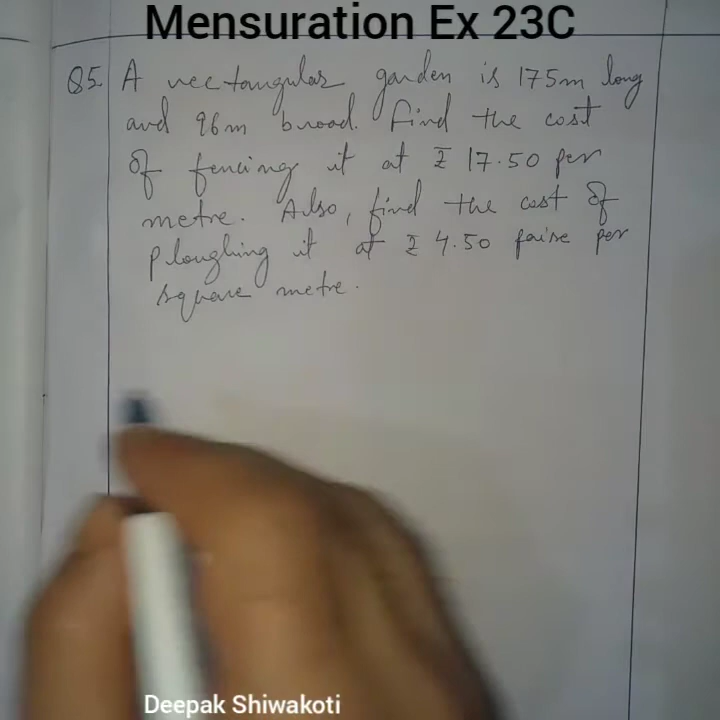 Mensuration Ex 23C
Q5 A rectangular garden is 175m long
and 96m broad. Find the cost
of fencing it at ₹ 17.50 per
metre. Also, find the cost of
ploughing it at ₹ 4.50 paise per
square metre.
Deepak Shiwakoti